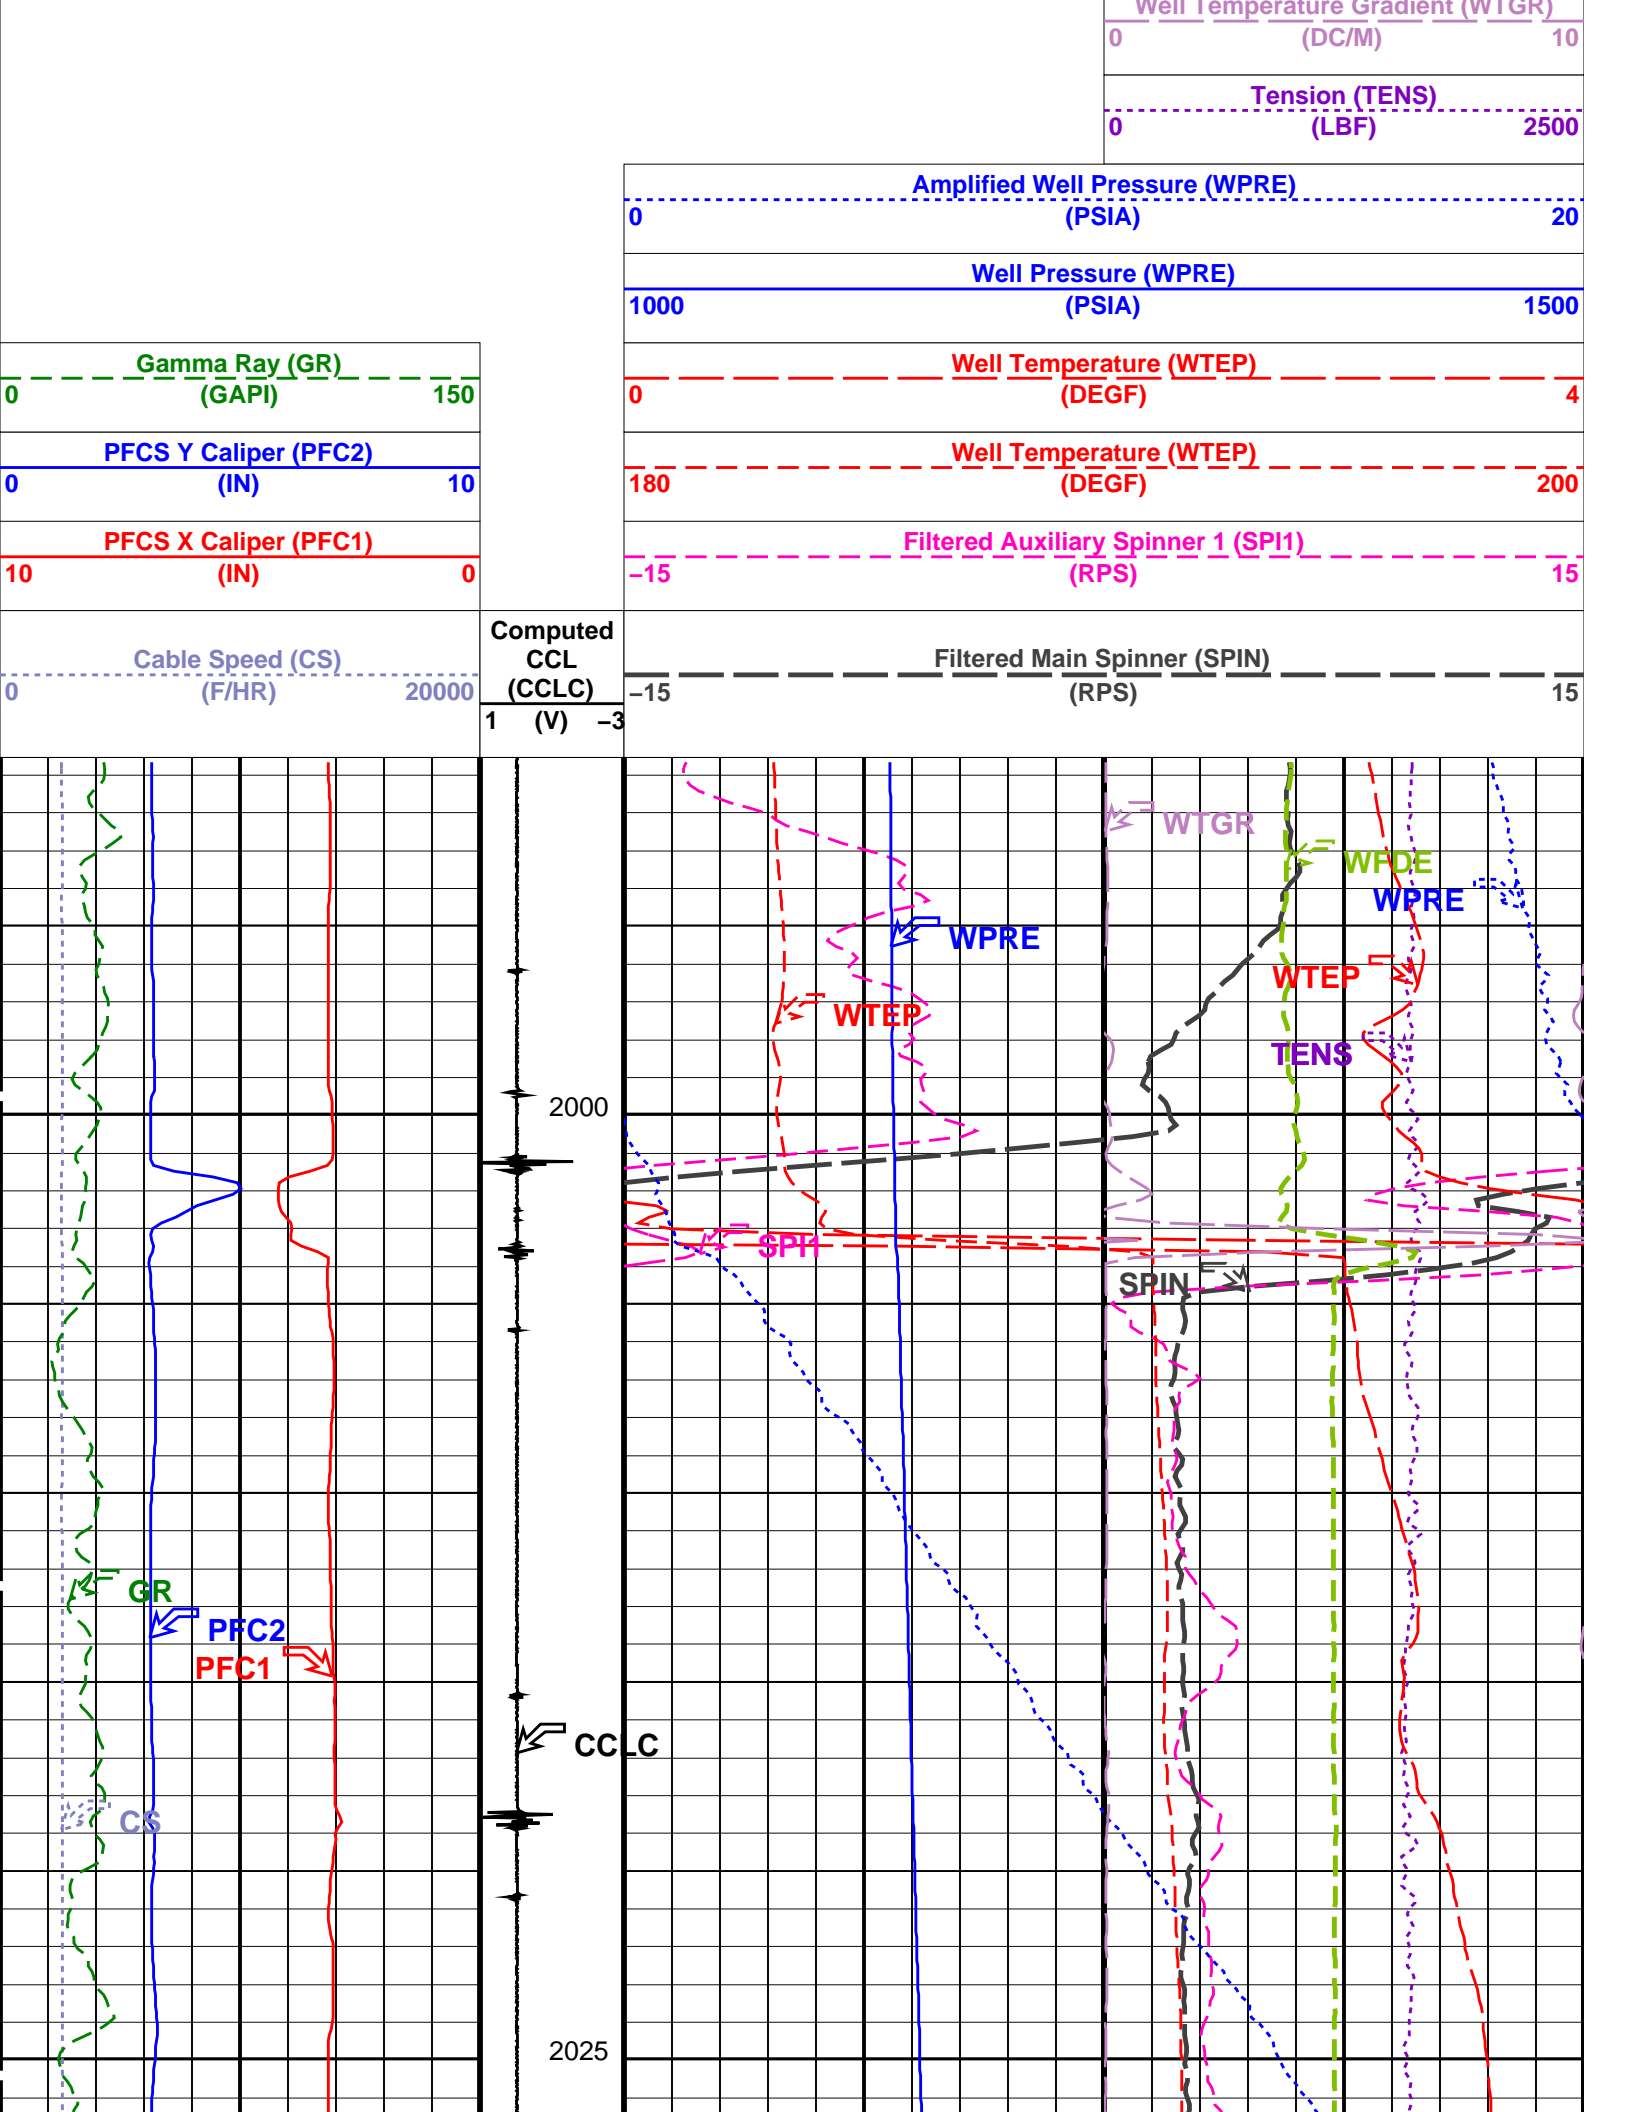 Well Temperature Gradient (WTGR)
0 (DC/M) 10
Tension (TENS)
0 (LBF) 2500
Amplified Well Pressure (WPRE)
0 (PSIA) 20
Well Pressure (WPRE)
1000 (PSIA) 1500
Gamma Ray (GR)
0 (GAPI) 150
Well Temperature (WTEP)
0 (DEGF) 4
PFCS Y Caliper (PFC2)
0 (IN) 10
Well Temperature (WTEP)
180 (DEGF) 200
PFCS X Caliper (PFC1)
10 (IN) 0
Filtered Auxiliary Spinner 1 (SPI1)
−15 (RPS) 15
Cable Speed (CS)
0 (F/HR) 20000
Computed
CCL
(CCLC)
1 (V) −3
Filtered Main Spinner (SPIN)
−15 (RPS) 15
WTGR
WFDE
WPRE
WPRE
WTEP
WTEP
TENS
2000
SPI1
SPIN
GR
PFC2
PFC1
CCLC
CS
2025